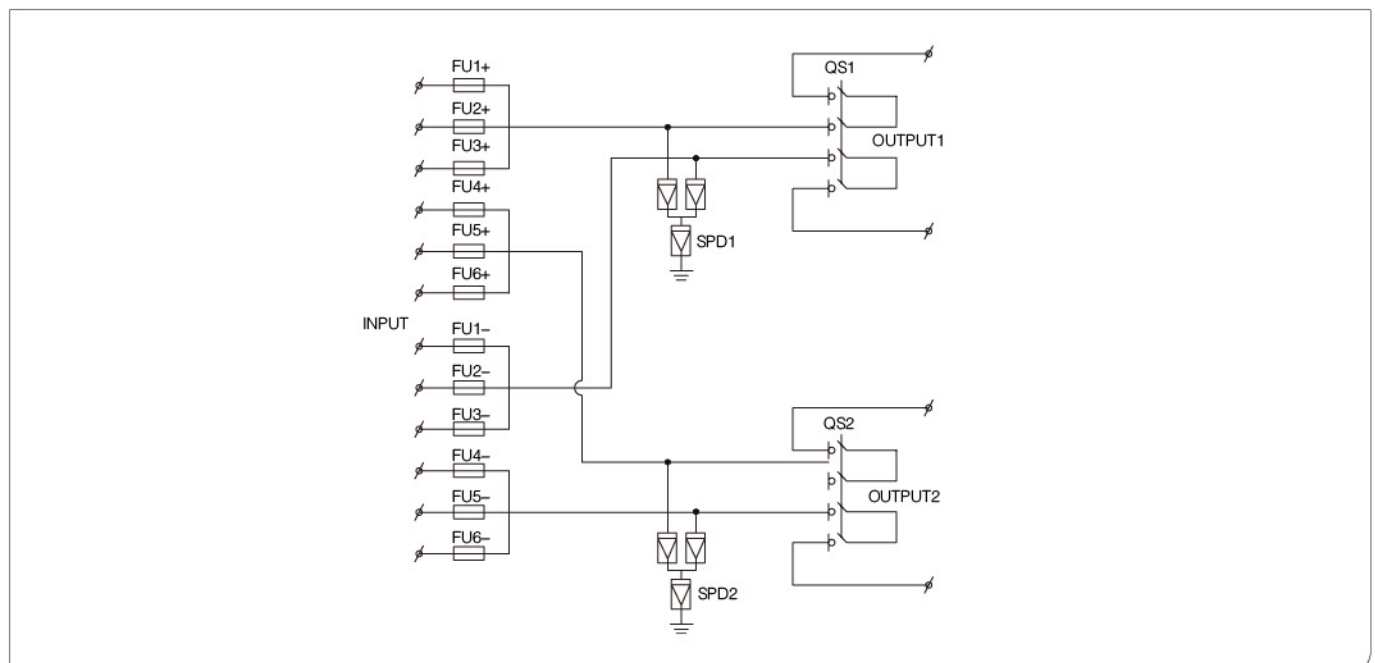 FU1+
FU2+
FU3+
FU4+
FU5+
FU6+
INPUT
FU1–
FU2–
FU3–
FU4–
FU5–
FU6–
SPD1
QS1
OUTPUT1
SPD2
QS2
OUTPUT2